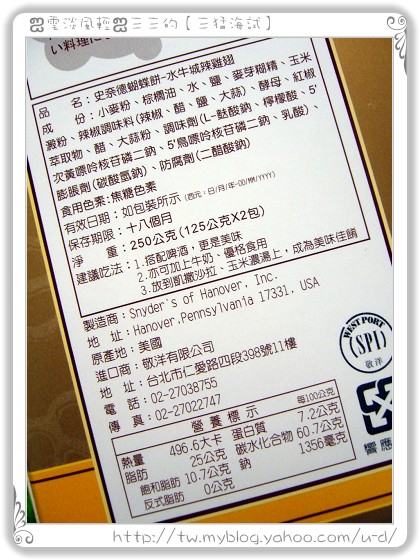 雲淡風輕 三三的【三猛海試】
い料理に
品　名：史奈德蝴蝶餅-水牛城辣雞翅
成　份：小麥粉、棕櫚油、水、鹽、麥芽糊精、玉米
澱粉、辣椒調味料(辣椒、醋、鹽、大蒜)、酵母、紅椒
萃取物、醋、大蒜粉、調味劑(L-麩酸鈉、檸檬酸、5'
次黃嘌呤核苷磷二鈉、5'鳥嘌呤核苷磷二鈉、乳酸)、
膨脹劑(碳酸氫鈉)、防腐劑(二醋酸鈉)
食用色素:焦糖色素
有效日期：如包裝所示 (西元：日/月/年-DD/MM/YYYY)
保存期限：十八個月
淨　重：250公克(125公克X2包)
建議吃法：1.搭配啤酒，更是美味
2.亦可加上牛奶、優格食用
3.放到凱撒沙拉、玉米濃湯上，成為美味佳餚
製造商：Snyder's of Hanover, Inc.
地　址：Hanover,Pennsylvania 17331, USA
原產地：美國
進口商：敬洋有限公司
地　址：台北市仁愛路四段398號11樓
電　話：02-27038755
傳　真：02-27022747
WEST PORT
SPI
敬洋
響應
營養標示
每100公克
熱量 496.6大卡 蛋白質 7.2公克
脂肪 25公克 碳水化合物 60.7公克
飽和脂肪 10.7公克 鈉 1356毫克
反式脂肪 0公克
http://tw.myblog.yahoo.com/u-d/